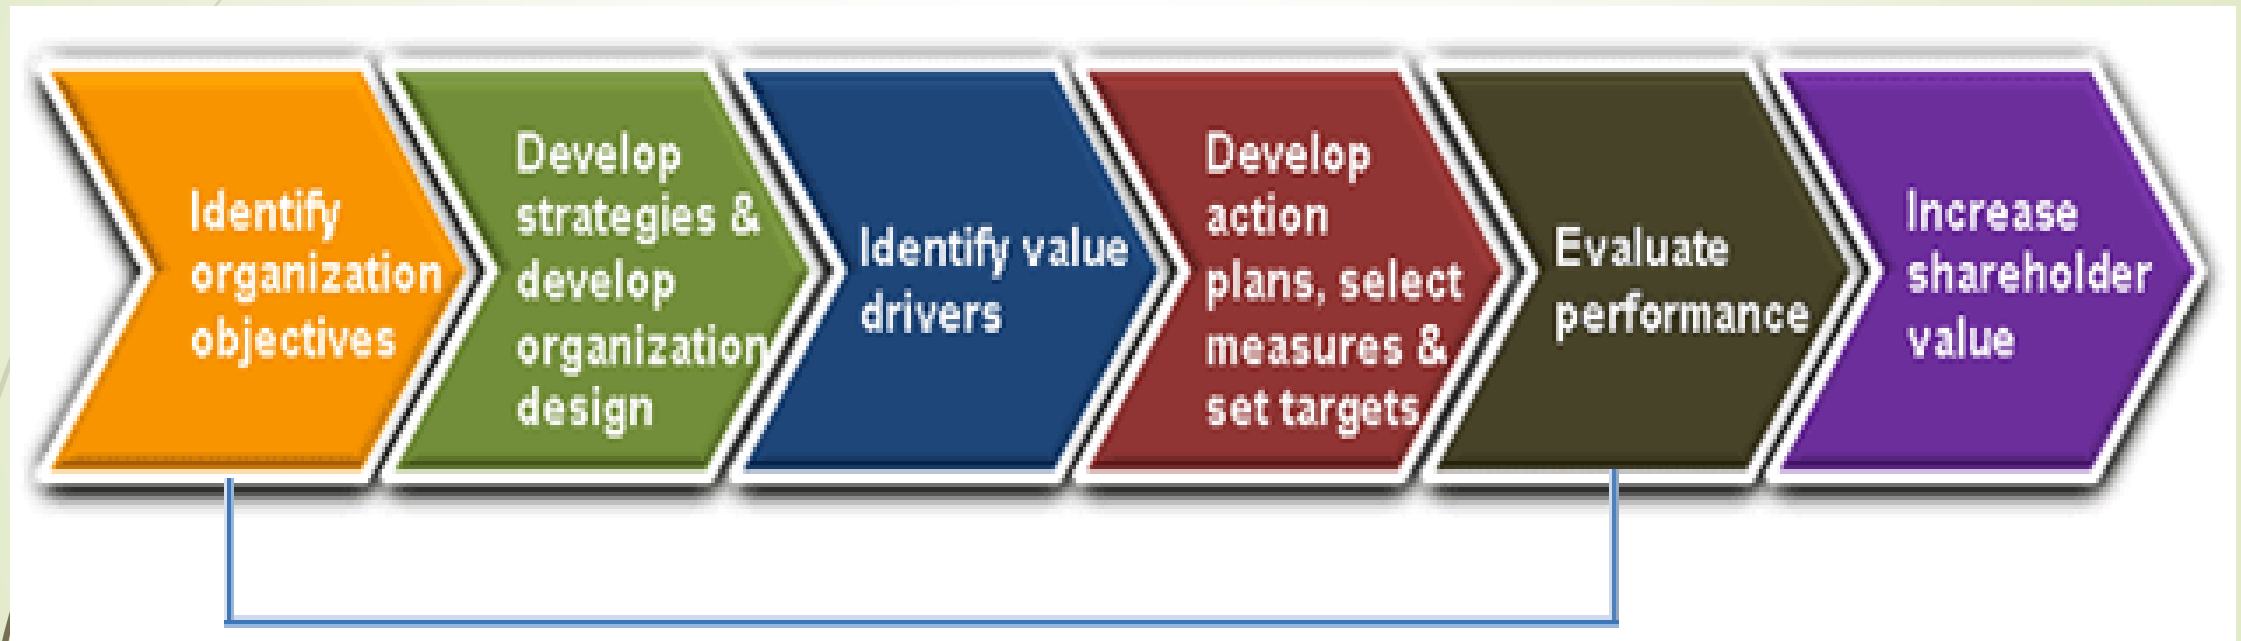 Identify
organization
objectives
Develop
strategies &
develop
organization
design
Identify value
drivers
Develop
action
plans, select
measures &
set targets
Evaluate
performance
Increase
shareholder
value